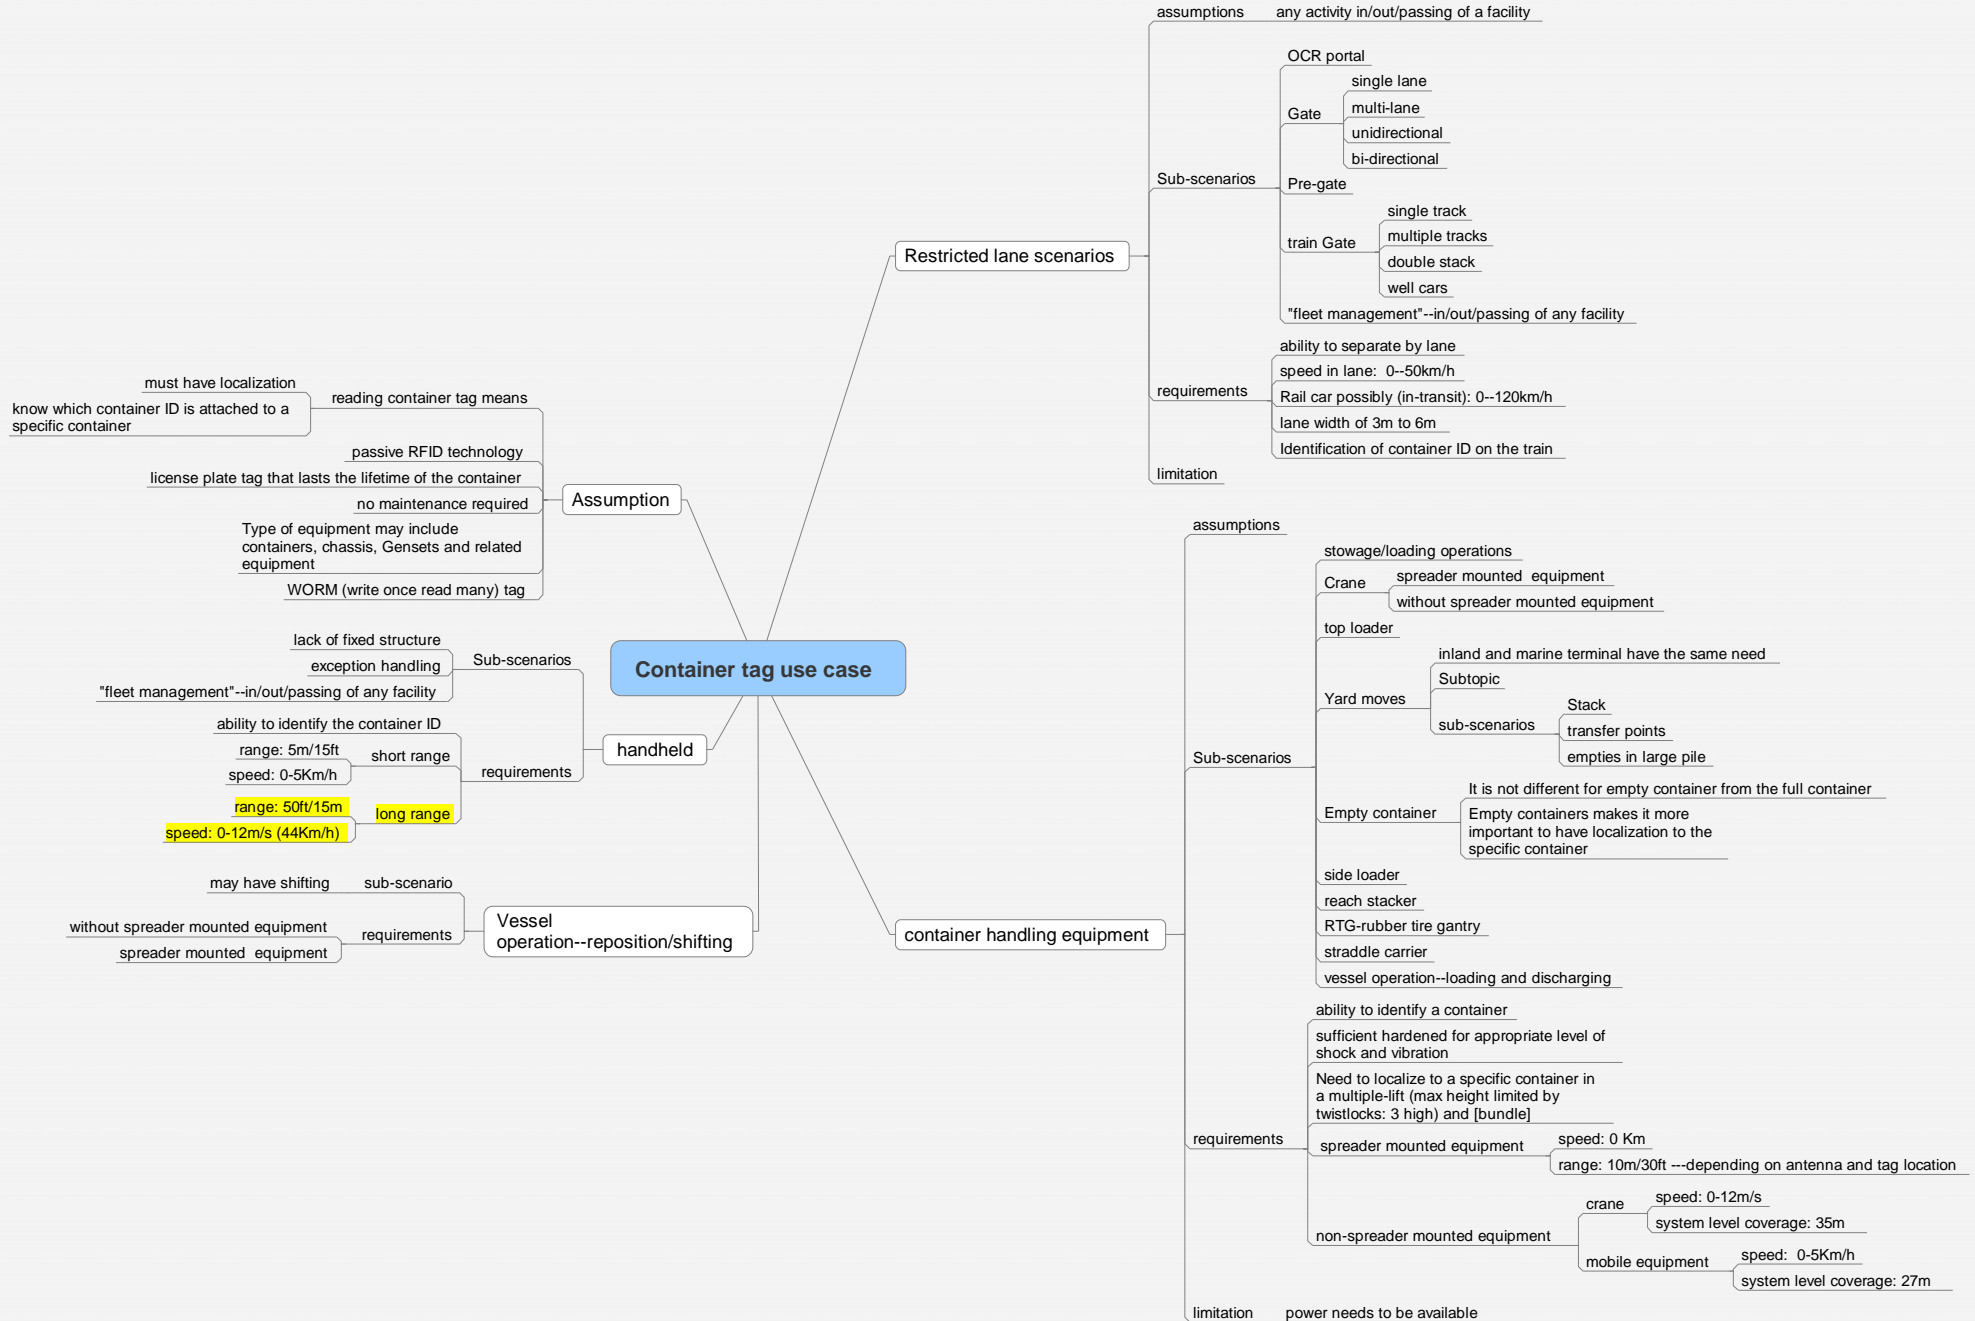 Container tag use case
Restricted lane scenarios
assumptions
any activity in/out/passing of a facility
Sub-scenarios
OCR portal
Gate
single lane
multi-lane
unidirectional
bi-directional
Pre-gate
train Gate
single track
multiple tracks
double stack
well cars
"fleet management"--in/out/passing of any facility
requirements
ability to separate by lane
speed in lane:  0--50km/h
Rail car possibly (in-transit): 0--120km/h
lane width of 3m to 6m
Identification of container ID on the train
limitation
container handling equipment
assumptions
Sub-scenarios
stowage/loading operations
Crane
spreader mounted  equipment
without spreader mounted equipment
top loader
Yard moves
inland and marine terminal have the same need
Subtopic
sub-scenarios
Stack
transfer points
empties in large pile
Empty container
It is not different for empty container from the full container
Empty containers makes it more
important to have localization to the
specific container
side loader
reach stacker
RTG-rubber tire gantry
straddle carrier
vessel operation--loading and discharging
requirements
ability to identify a container
sufficient hardened for appropriate level of
shock and vibration
Need to localize to a specific container in
a multiple-lift (max height limited by
twistlocks: 3 high) and [bundle]
spreader mounted equipment
speed: 0 Km
range: 10m/30ft ---depending on antenna and tag location
non-spreader mounted equipment
crane
speed: 0-12m/s
system level coverage: 35m
mobile equipment
speed:  0-5Km/h
system level coverage: 27m
limitation
power needs to be available
Assumption
reading container tag means
must have localization
know which container ID is attached to a
specific container
passive RFID technology
license plate tag that lasts the lifetime of the container
no maintenance required
Type of equipment may include
containers, chassis, Gensets and related
equipment
WORM (write once read many) tag
handheld
Sub-scenarios
lack of fixed structure
exception handling
"fleet management"--in/out/passing of any facility
requirements
ability to identify the container ID
short range
range: 5m/15ft
speed: 0-5Km/h
long range
range: 50ft/15m
speed: 0-12m/s (44Km/h)
Vessel
operation--reposition/shifting
sub-scenario
may have shifting
requirements
without spreader mounted equipment
spreader mounted  equipment